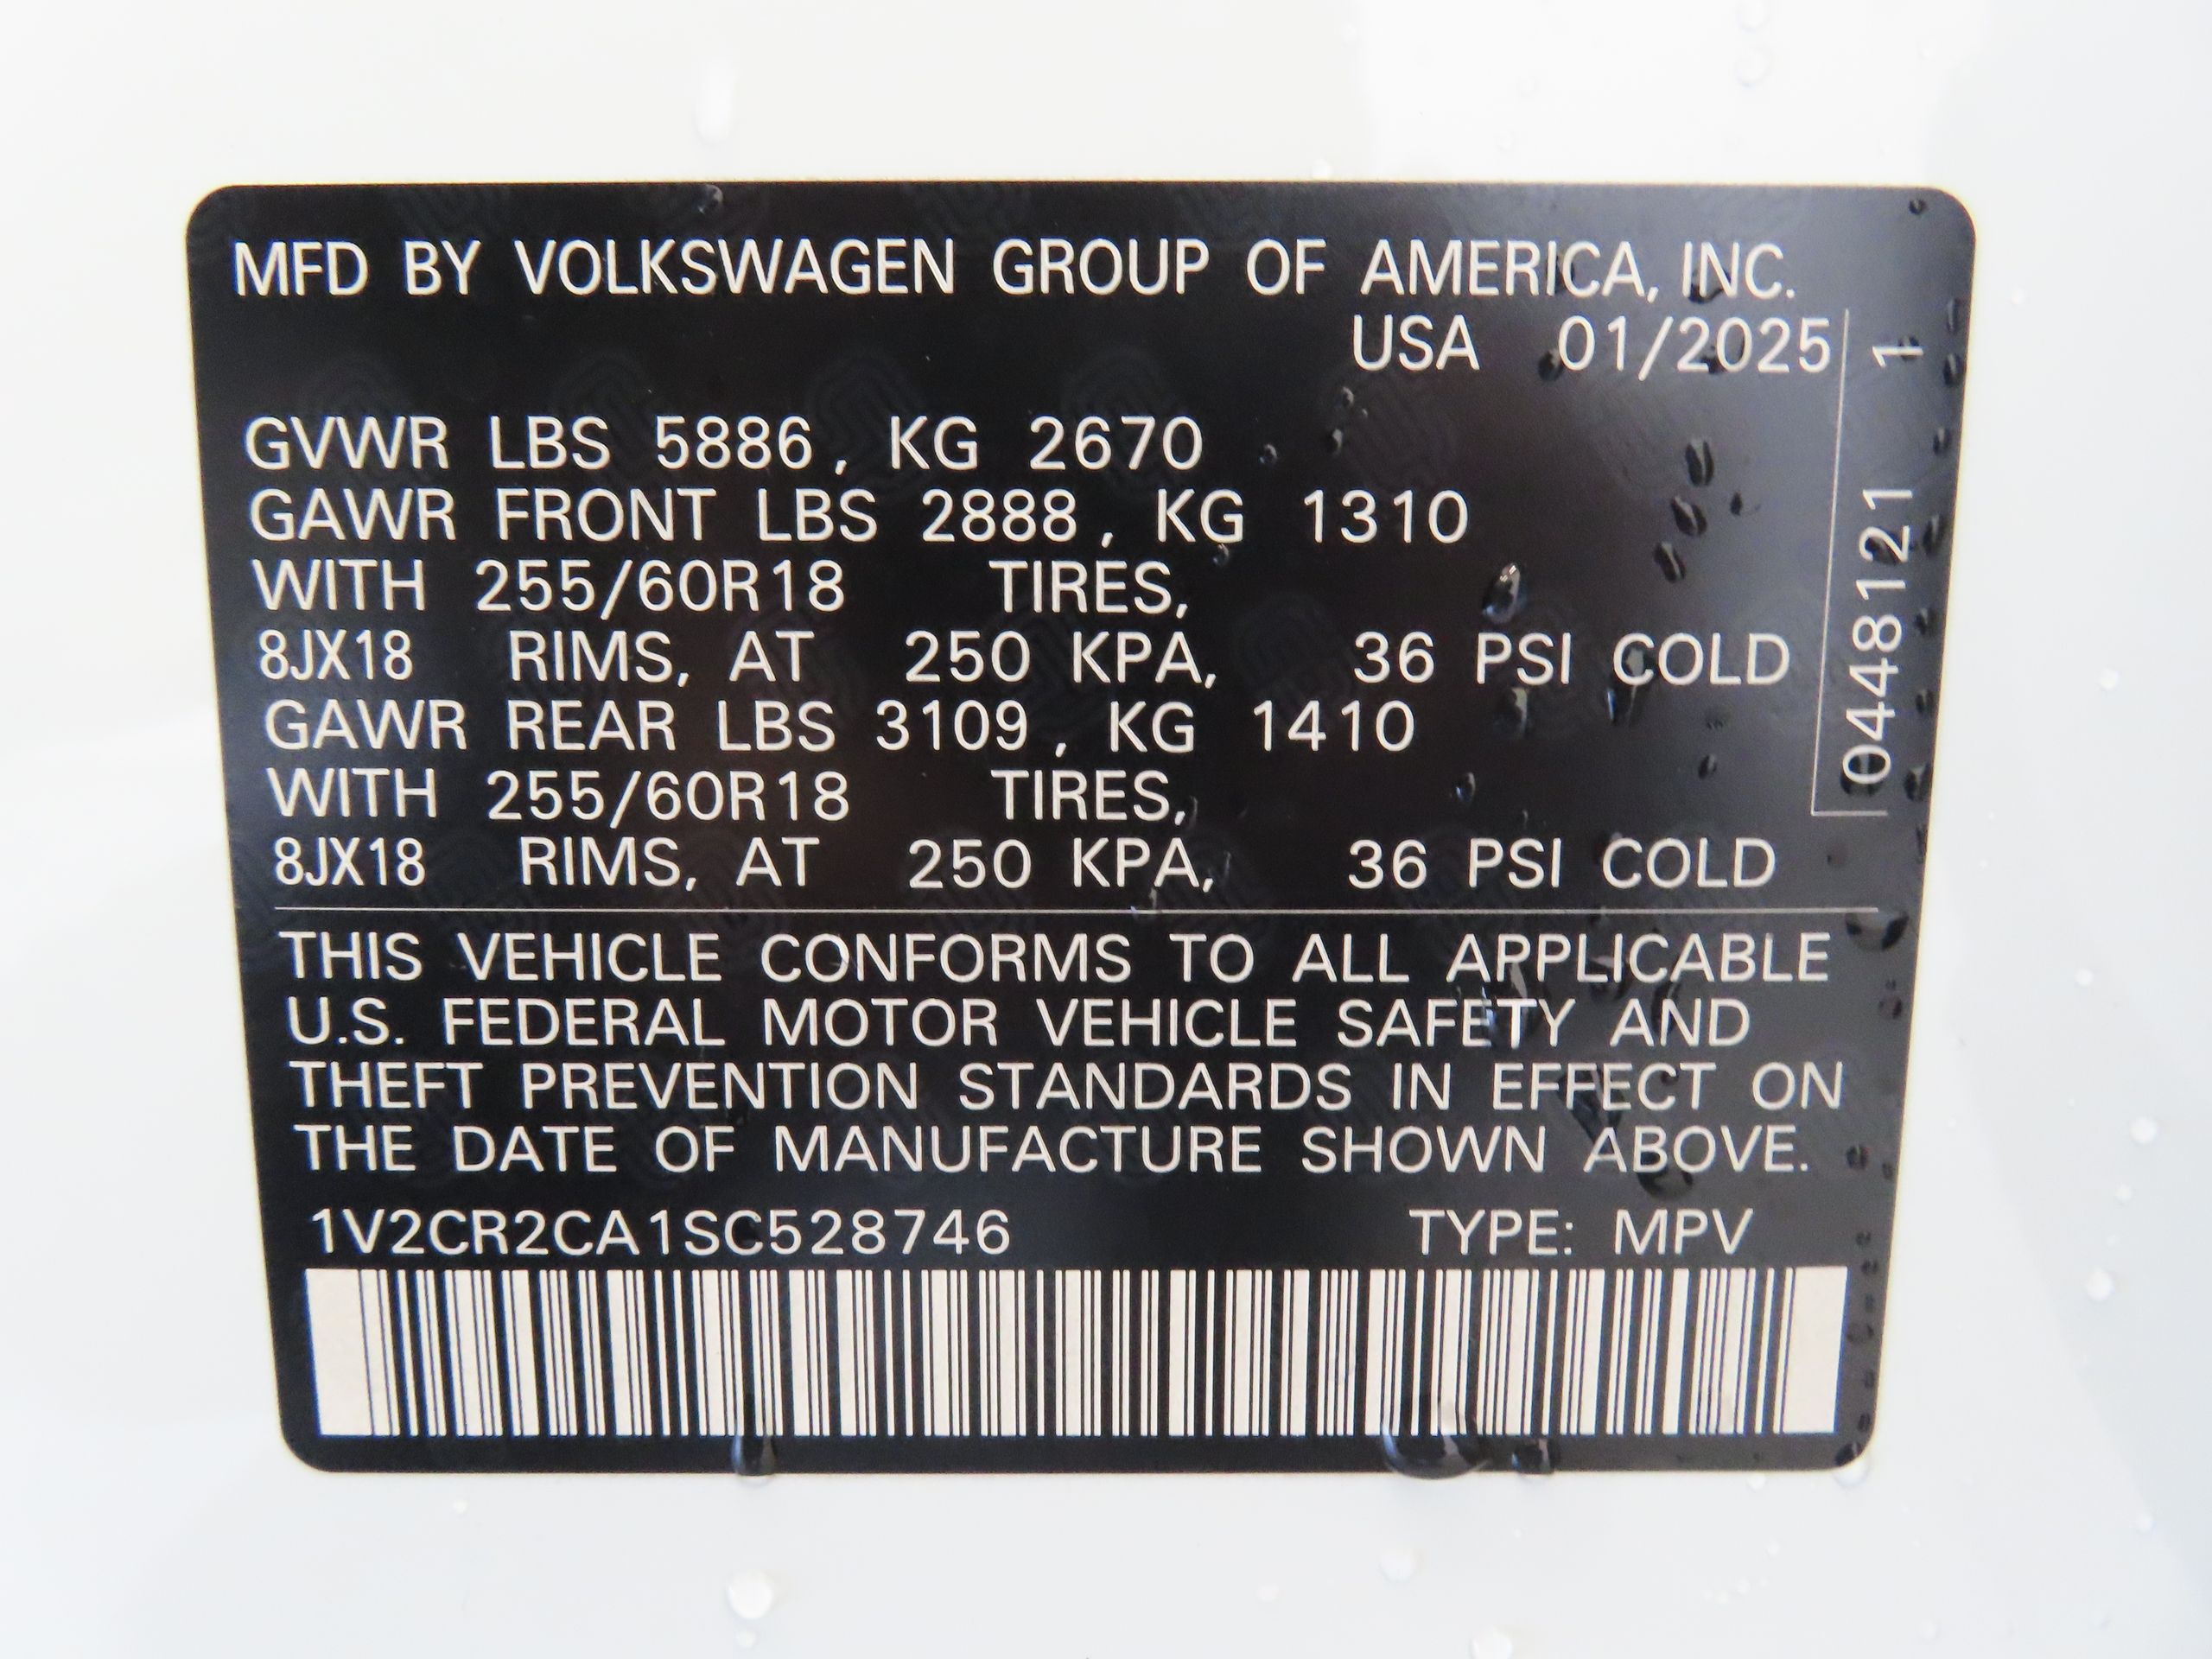 MFD BY VOLKSWAGEN GROUP OF AMERICA, INC.
USA 01/2025
GVWR LBS 5886, KG 2670
GAWR FRONT LBS 2888, KG 1310
WITH 255/60R18 TIRES,
8JX18 RIMS, AT 250 KPA, 36 PSI COLD
GAWR REAR LBS 3109, KG 1410
WITH 255/60R18 TIRES,
8JX18 RIMS, AT 250 KPA, 36 PSI COLD
0448121 1
THIS VEHICLE CONFORMS TO ALL APPLICABLE
U.S. FEDERAL MOTOR VEHICLE SAFETY AND
THEFT PREVENTION STANDARDS IN EFFECT ON
THE DATE OF MANUFACTURE SHOWN ABOVE.
1V2CR2CA1SC528746 TYPE: MPV